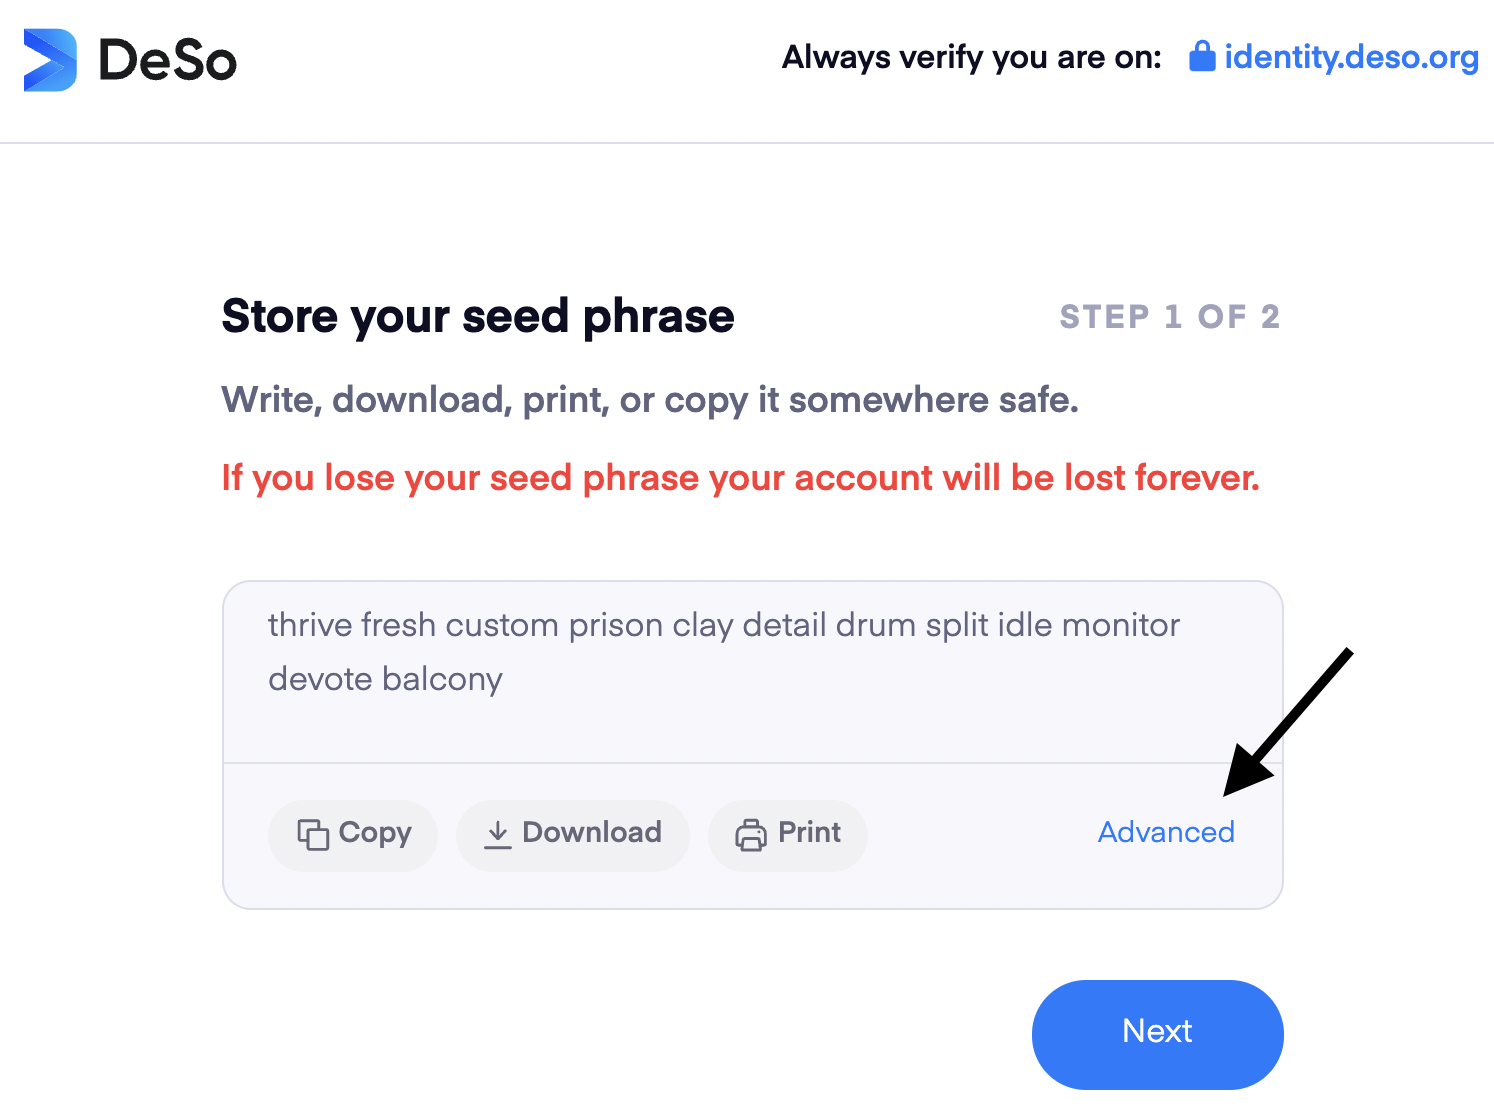 DeSo
Always verify you are on: identity.deso.org
Store your seed phrase
STEP 1 OF 2
Write, download, print, or copy it somewhere safe.
If you lose your seed phrase your account will be lost forever.
thrive fresh custom prison clay detail drum split idle monitor
devote balcony
Copy Download Print Advanced
Next